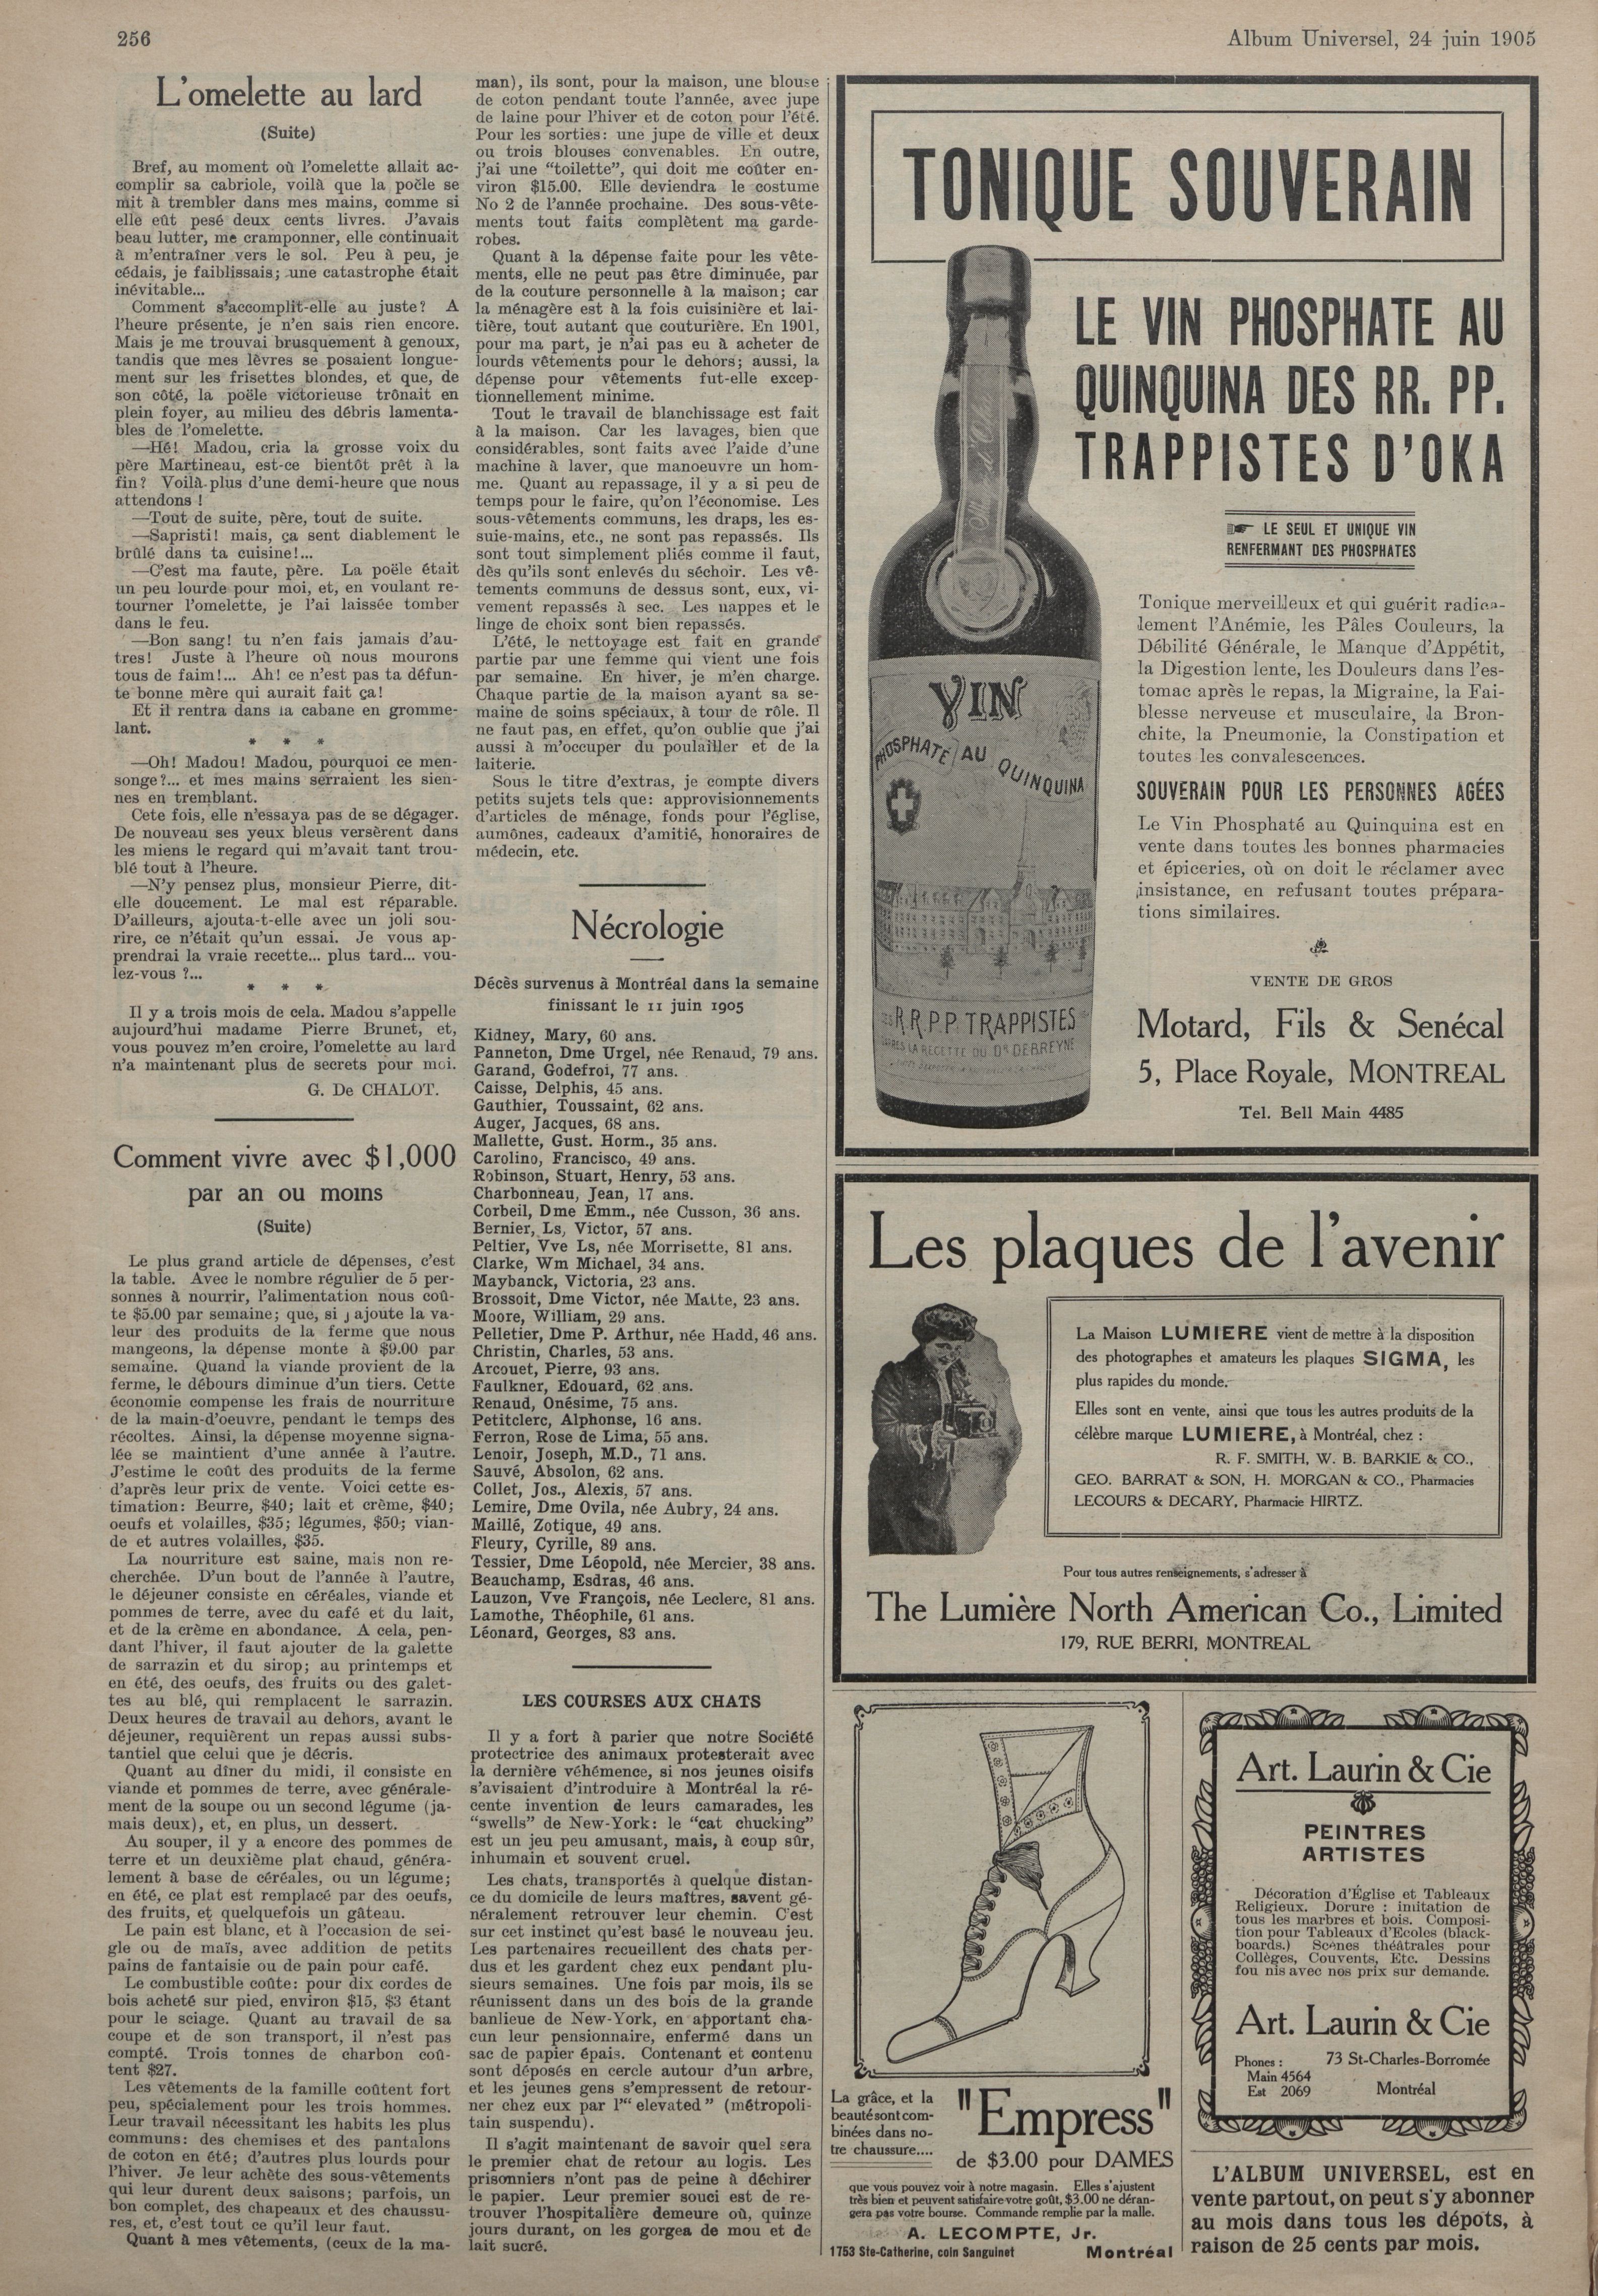 256
Album Universel, 24 juin 1905
L'omelette au lard
(Suite)
Bref, au moment où l'omelette allait ac-
complir sa cabriole, voilà que la poële se
mit à trembler dans mes mains, comme si
elle eût pesé deux cents livres. J'avais
beau lutter, me cramponner, elle continuait
à m'entraîner vers le sol. Peu à peu, je
cédais, je faiblissais; une catastrophe était
inévitable...
Comment s'accomplit-elle au juste? A
l'heure présente, je n'en sais rien encore.
Mais je me trouvai brusquement à genoux,
tandis que mes lèvres se posaient longue-
ment sur les frisettes blondes, et que, de
son côté, la poële victorieuse trônait en
plein foyer, au milieu des débris lamenta-
bles de l'omelette.
—Hé! Madou, cria la grosse voix du
père Martineau, est-ce bientôt prêt à la
fin? Voilà plus d'une demi-heure que nous
attendons !
—Tout de suite, père, tout de suite.
—Sapristi! mais, ça sent diablement le
brûlé dans ta cuisine!...
—C'est ma faute, père. La poële était
un peu lourde pour moi, et, en voulant re-
tourner l'omelette, je l'ai laissée tomber
dans le feu.
—Bon sang! tu n'en fais jamais d'au-
tres! Juste à l'heure où nous mourons
tous de faim!... Ah! ce n'est pas ta défun-
te bonne mère qui aurait fait ça!
Et il rentra dans la cabane en gromme-
lant.
* * *
—Oh! Madou! Madou, pourquoi ce men-
songe?... et mes mains serraient les sien-
nes en tremblant.
Cete fois, elle n'essaya pas de se dégager.
De nouveau ses yeux bleus versèrent dans
les miens le regard qui m'avait tant trou-
blé tout à l'heure.
—N'y pensez plus, monsieur Pierre, dit-
elle doucement. Le mal est réparable.
D'ailleurs, ajouta-t-elle avec un joli sou-
rire, ce n'était qu'un essai. Je vous ap-
prendrai la vraie recette... plus tard... vou-
lez-vous ?...
* * *
Il y a trois mois de cela. Madou s'appelle
aujourd'hui madame Pierre Brunet, et,
vous pouvez m'en croire, l'omelette au lard
n'a maintenant plus de secrets pour moi.
G. De CHALOT.
Comment vivre avec $1,000
par an ou moins
(Suite)
Le plus grand article de dépenses, c'est
la table. Avec le nombre régulier de 5 per-
sonnes à nourrir, l'alimentation nous coû-
te $5.00 par semaine; que, si j ajoute la va-
leur des produits de la ferme que nous
mangeons, la dépense monte à $9.00 par
semaine. Quand la viande provient de la
ferme, le débours diminue d'un tiers. Cette
économie compense les frais de nourriture
de la main-d'oeuvre, pendant le temps des
récoltes. Ainsi, la dépense moyenne signa-
lée se maintient d'une année à l'autre.
J'estime le coût des produits de la ferme
d'après leur prix de vente. Voici cette es-
timation: Beurre, $40; lait et crème, $40;
oeufs et volailles, $35; légumes, $50; vian-
de et autres volailles, $35.
La nourriture est saine, mais non re-
cherchée. D'un bout de l'année à l'autre,
le déjeuner consiste en céréales, viande et
pommes de terre, avec du café et du lait,
et de la crème en abondance. A cela, pen-
dant l'hiver, il faut ajouter de la galette
de sarrazin et du sirop; au printemps et
en été, des oeufs, des fruits ou des galet-
tes au blé, qui remplacent le sarrazin.
Deux heures de travail au dehors, avant le
déjeuner, requièrent un repas aussi subs-
tantiel que celui que je décris.
Quant au dîner du midi, il consiste en
viande et pommes de terre, avec générale-
ment de la soupe ou un second légume (ja-
mais deux), et, en plus, un dessert.
Au souper, il y a encore des pommes de
terre et un deuxième plat chaud, généra-
lement à base de céréales, ou un légume;
en été, ce plat est remplacé par des oeufs,
des fruits, et quelquefois un gâteau.
Le pain est blanc, et à l'occasion de sei-
gle ou de maïs, avec addition de petits
pains de fantaisie ou de pain pour café.
Le combustible coûte: pour dix cordes de
bois acheté sur pied, environ $15, $3 étant
pour le sciage. Quant au travail de sa
coupe et de son transport, il n'est pas
compté. Trois tonnes de charbon coû-
tent $27.
Les vêtements de la famille coûtent fort
peu, spécialement pour les trois hommes.
Leur travail nécessitant les habits les plus
communs: des chemises et des pantalons
de coton en été; d'autres plus lourds pour
l'hiver. Je leur achète des sous-vêtements
qui leur durent deux saisons; parfois, un
bon complet, des chapeaux et des chaussu-
res, et, c'est tout ce qu'il leur faut.
Quant à mes vêtements, (ceux de la ma-
man), ils sont, pour la maison, une blouse
de coton pendant toute l'année, avec jupe
de laine pour l'hiver et de coton pour l'été.
Pour les sorties: une jupe de ville et deux
ou trois blouses convenables. En outre,
j'ai une "toilette", qui doit me coûter en-
viron $15.00. Elle deviendra le costume
No 2 de l'année prochaine. Des sous-vête-
ments tout faits complètent ma garde-
robes.
Quant à la dépense faite pour les vête-
ments, elle ne peut pas être diminuée, par
de la couture personnelle à la maison; car
la ménagère est à la fois cuisinière et lai-
tière, tout autant que couturière. En 1901,
pour ma part, je n'ai pas eu à acheter de
lourds vêtements pour le dehors; aussi, la
dépense pour vêtements fut-elle excep-
tionnellement minime.
Tout le travail de blanchissage est fait
à la maison. Car les lavages, bien que
considérables, sont faits avec l'aide d'une
machine à laver, que manoeuvre un hom-
me. Quant au repassage, il y a si peu de
temps pour le faire, qu'on l'économise. Les
sous-vêtements communs, les draps, les es-
suie-mains, etc., ne sont pas repassés. Ils
sont tout simplement pliés comme il faut,
dès qu'ils sont enlevés du séchoir. Les vê-
tements communs de dessus sont, eux, vi-
vement repassés à sec. Les nappes et le
linge de choix sont bien repassés.
L'été, le nettoyage est fait en grande
partie par une femme qui vient une fois
par semaine. En hiver, je m'en charge.
Chaque partie de la maison ayant sa se-
maine de soins spéciaux, à tour de rôle. Il
ne faut pas, en effet, qu'on oublie que j'ai
aussi à m'occuper du poulailler et de la
laiterie.
Sous le titre d'extras, je compte divers
petits sujets tels que: approvisionnements
d'articles de ménage, fonds pour l'église,
aumônes, cadeaux d'amitié, honoraires de
médecin, etc.
Nécrologie
Décès survenus à Montréal dans la semaine
finissant le 11 juin 1905
Kidney, Mary, 60 ans.
Panneton, Dme Urgel, née Renaud, 79 ans.
Garand, Godefroi, 77 ans.
Caisse, Delphis, 45 ans.
Gauthier, Toussaint, 62 ans.
Auger, Jacques, 68 ans.
Mallette, Gust. Horm., 35 ans.
Carolino, Francisco, 49 ans.
Robinson, Stuart, Henry, 53 ans.
Charbonneau, Jean, 17 ans.
Corbeil, Dme Emm., née Cusson, 36 ans.
Bernier, Ls, Victor, 57 ans.
Peltier, Vve Ls, née Morrisette, 81 ans.
Clarke, Wm Michael, 34 ans.
Maybanck, Victoria, 23 ans.
Brossoit, Dme Victor, née Matte, 23 ans.
Moore, William, 29 ans.
Pelletier, Dme P. Arthur, née Hadd, 46 ans.
Christin, Charles, 53 ans.
Arcouet, Pierre, 93 ans.
Faulkner, Edouard, 62 ans.
Renaud, Onésime, 75 ans.
Petitclerc, Alphonse, 16 ans.
Ferron, Rose de Lima, 55 ans.
Lenoir, Joseph, M.D., 71 ans.
Sauvé, Absolon, 62 ans.
Collet, Jos., Alexis, 57 ans.
Lemire, Dme Ovila, née Aubry, 24 ans.
Maillé, Zotique, 49 ans.
Fleury, Cyrille, 89 ans.
Tessier, Dme Léopold, née Mercier, 38 ans.
Beauchamp, Esdras, 46 ans.
Lauzon, Vve François, née Leclerc, 81 ans.
Lamothe, Théophile, 61 ans.
Léonard, Georges, 83 ans.
LES COURSES AUX CHATS
Il y a fort à parier que notre Société
protectrice des animaux protesterait avec
la dernière véhémence, si nos jeunes oisifs
s'avisaient d'introduire à Montréal la ré-
cente invention de leurs camarades, les
"swells" de New-York: le "cat chucking"
est un jeu peu amusant, mais, à coup sûr,
inhumain et souvent cruel.
Les chats, transportés à quelque distan-
ce du domicile de leurs maîtres, savent gé-
néralement retrouver leur chemin. C'est
sur cet instinct qu'est basé le nouveau jeu.
Les partenaires recueillent des chats per-
dus et les gardent chez eux pendant plu-
sieurs semaines. Une fois par mois, ils se
réunissent dans un des bois de la grande
banlieue de New-York, en apportant cha-
cun leur pensionnaire, enfermé dans un
sac de papier épais. Contenant et contenu
sont déposés en cercle autour d'un arbre,
et les jeunes gens s'empressent de retour-
ner chez eux par l'" elevated " (métropoli-
tain suspendu).
Il s'agit maintenant de savoir quel sera
le premier chat de retour au logis. Les
prisonniers n'ont pas de peine à déchirer
le papier. Leur premier souci est de re-
trouver l'hospitalière demeure où, quinze
jours durant, on les gorgea de mou et de
lait sucré.
TONIQUE SOUVERAIN
LE VIN PHOSPHATE AU
QUINQUINA DES RR. PP.
TRAPPISTES D'OKA
LE SEUL ET UNIQUE VIN
RENFERMANT DES PHOSPHATES
Tonique merveilleux et qui guérit radica-
lement l'Anémie, les Pâles Couleurs, la
Débilité Générale, le Manque d'Appétit,
la Digestion lente, les Douleurs dans l'es-
tomac après le repas, la Migraine, la Fai-
blesse nerveuse et musculaire, la Bron-
chite, la Pneumonie, la Constipation et
toutes les convalescences.
SOUVERAIN POUR LES PERSONNES AGÉES
Le Vin Phosphaté au Quinquina est en
vente dans toutes les bonnes pharmacies
et épiceries, où on doit le réclamer avec
insistance, en refusant toutes prépara-
tions similaires.
VENTE DE GROS
Motard, Fils & Senécal
5, Place Royale, MONTREAL
Tel. Bell Main 4485
VIN
PHOSPHATÉ AU QUINQUINA
R.R.P.P. TRAPPISTES
LA RECETTE DU DR DEBREYNE
Les plaques de l'avenir
La Maison LUMIERE vient de mettre à la disposition
des photographes et amateurs les plaques SIGMA, les
plus rapides du monde.
Elles sont en vente, ainsi que tous les autres produits de la
célèbre marque LUMIERE, à Montréal, chez :
R. F. SMITH, W. B. BARKIE & CO.,
GEO. BARRAT & SON, H. MORGAN & CO., Pharmacies
LECOURS & DECARY, Pharmacie HIRTZ.
Pour tous autres renseignements, s'adresser à
The Lumière North American Co., Limited
179, RUE BERRI, MONTREAL
La grâce, et la
beauté sont com-
binées dans no-
tre chaussure....
"Empress"
de $3.00 pour DAMES
que vous pouvez voir à notre magasin. Elles s'ajustent
très bien et peuvent satisfaire votre goût, $3.00 ne déran-
gera pas votre bourse. Commande remplie par la malle.
A. LECOMPTE, Jr.
1753 Ste-Catherine, coin Sanguinet Montréal
Art. Laurin & Cie
PEINTRES
ARTISTES
Décoration d'Église et Tableaux
Religieux. Dorure : imitation de
tous les marbres et bois. Composi-
tion pour Tableaux d'Ecoles (black-
boards.) Scènes théâtrales pour
Collèges, Couvents, Etc. Dessins
fou nis avec nos prix sur demande.
Art. Laurin & Cie
Phones :
Main 4564
Est 2069
73 St-Charles-Borromée
Montréal
L'ALBUM UNIVERSEL, est en
vente partout, on peut s'y abonner
au mois dans tous les dépots, à
raison de 25 cents par mois.